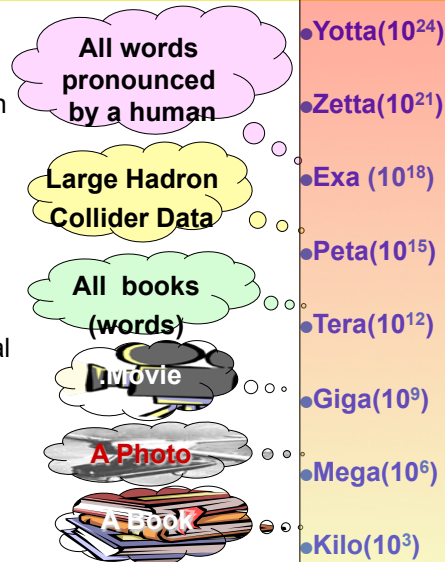 All words
pronounced
by a human
n
Large Hadron
Collider Data
All books
(words)
al
.Movie
A Photo
A Book
Yotta(10²⁴)
Zetta(10²¹)
Exa (10¹⁸)
Peta(10¹⁵)
Tera(10¹²)
Giga(10⁹)
Mega(10⁶)
Kilo(10³)